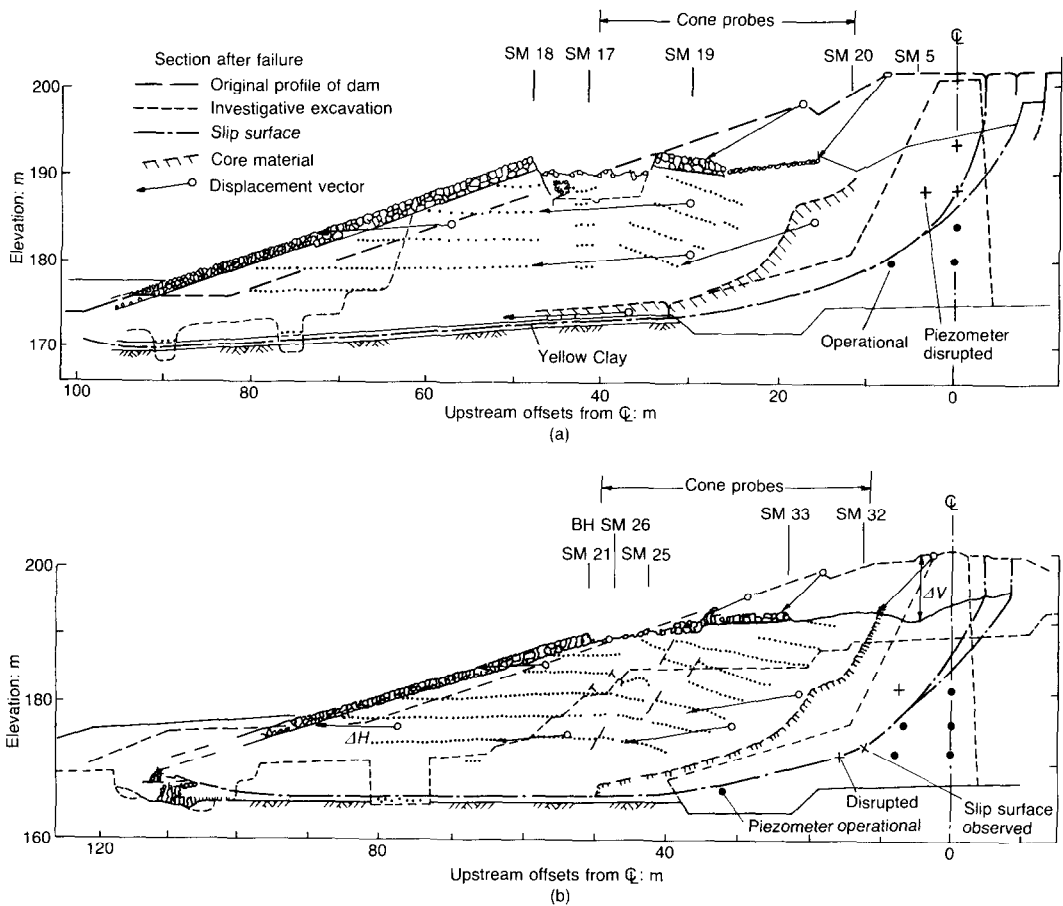 Cone probes
SM 18 SM 17 SM 19 SM 20 SM 5 ℄
Section after failure
Original profile of dam
Investigative excavation
Slip surface
Core material
Displacement vector
Elevation: m
200
190
180
170
Operational
Piezometer
disrupted
Yellow Clay
100 80 60 40 20 0
Upstream offsets from ℄: m
(a)
Cone probes
℄
BH SM 26
SM 33 SM 32
SM 21 SM 25
ΔV
ΔH
Elevation: m
200
190
180
170
160
Disrupted
Piezometer operational
Slip surface
observed
120 80 40 0
Upstream offsets from ℄: m
(b)